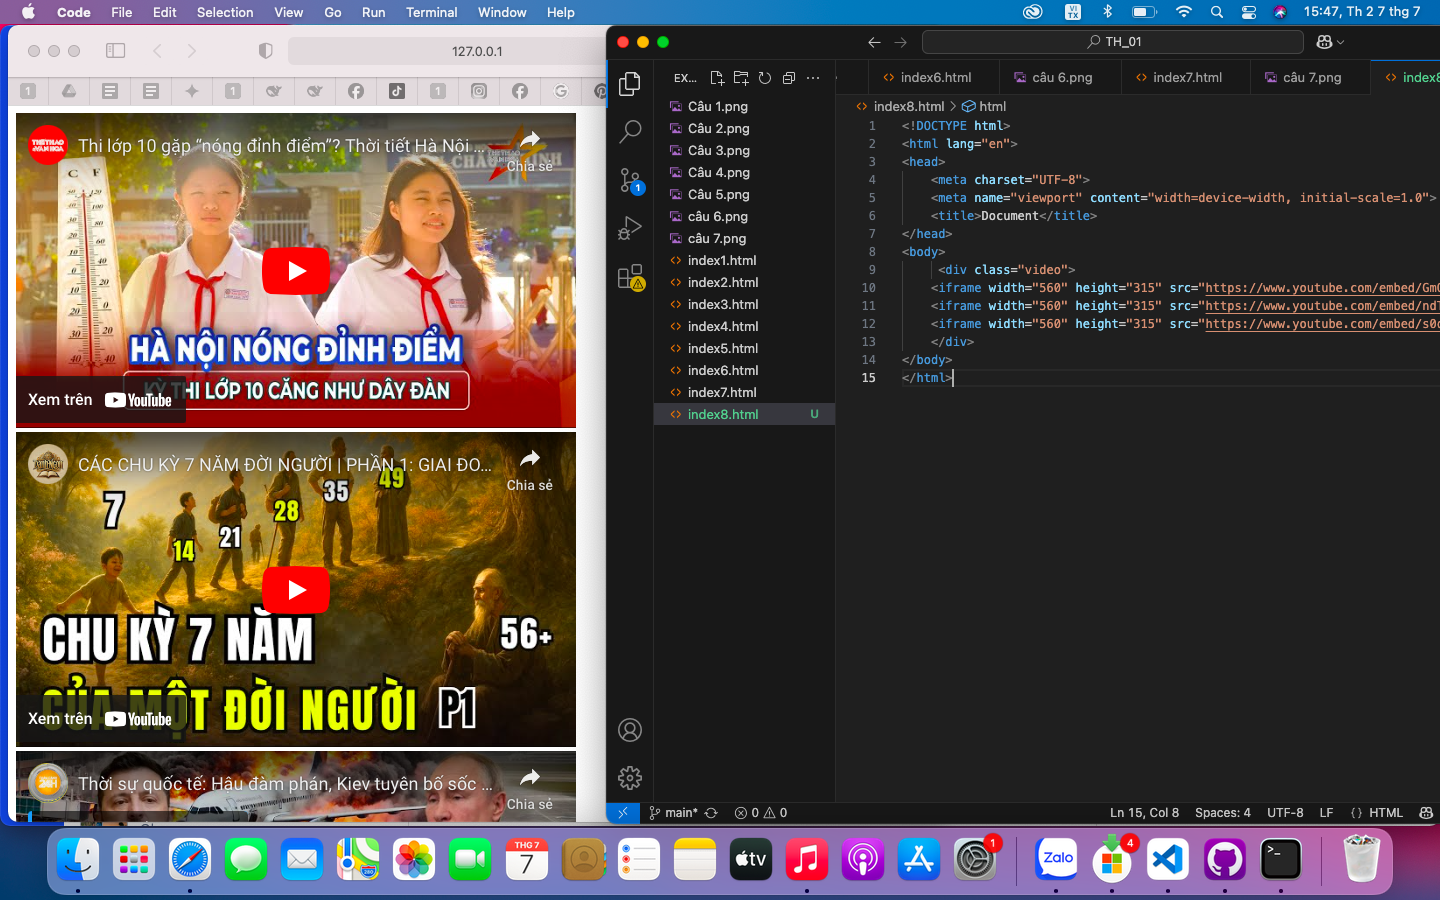 Code File Edit Selection View Go Run Terminal Window Help
VI TX
15:47, Th 2 7 thg 7
127.0.0.1
1
1
1
THETHAO VĂN HÓA
Thi lớp 10 gặp “nóng đỉnh điểm”? Thời tiết Hà Nội ...
Chia sẻ
C F
HÀ NỘI NÓNG ĐỈNH ĐIỂM
KỲ THI LỚP 10 CĂNG NHƯ DÂY ĐÀN
Xem trên YouTube
CÁC CHU KỲ 7 NĂM ĐỜI NGƯỜI | PHẦN 1: GIAI ĐO...
Chia sẻ
7
14
21
28
35
49
56+
CHU KỲ 7 NĂM
CỦA MỘT ĐỜI NGƯỜI P1
Xem trên YouTube
24H
Thời sự quốc tế: Hậu đàm phán, Kiev tuyên bố sốc ...
Chia sẻ
TH_01
EX...
index6.html
câu 6.png
index7.html
câu 7.png
index8
Câu 1.png
Câu 2.png
Câu 3.png
Câu 4.png
Câu 5.png
câu 6.png
câu 7.png
index1.html
index2.html
index3.html
index4.html
index5.html
index6.html
index7.html
index8.html U
1
index8.html > html
1 <!DOCTYPE html>
2 <html lang="en">
3 <head>
4 <meta charset="UTF-8">
5 <meta name="viewport" content="width=device-width, initial-scale=1.0">
6 <title>Document</title>
7 </head>
8 <body>
9 <div class="video">
10 <iframe width="560" height="315" src="https://www.youtube.com/embed/Gm
11 <iframe width="560" height="315" src="https://www.youtube.com/embed/nd
12 <iframe width="560" height="315" src="https://www.youtube.com/embed/s0
13 </div>
14 </body>
15 </html>
main* 0 0
Ln 15, Col 8 Spaces: 4 UTF-8 LF {} HTML
THG 7
7
280
tv
1
Zalo
4
>_